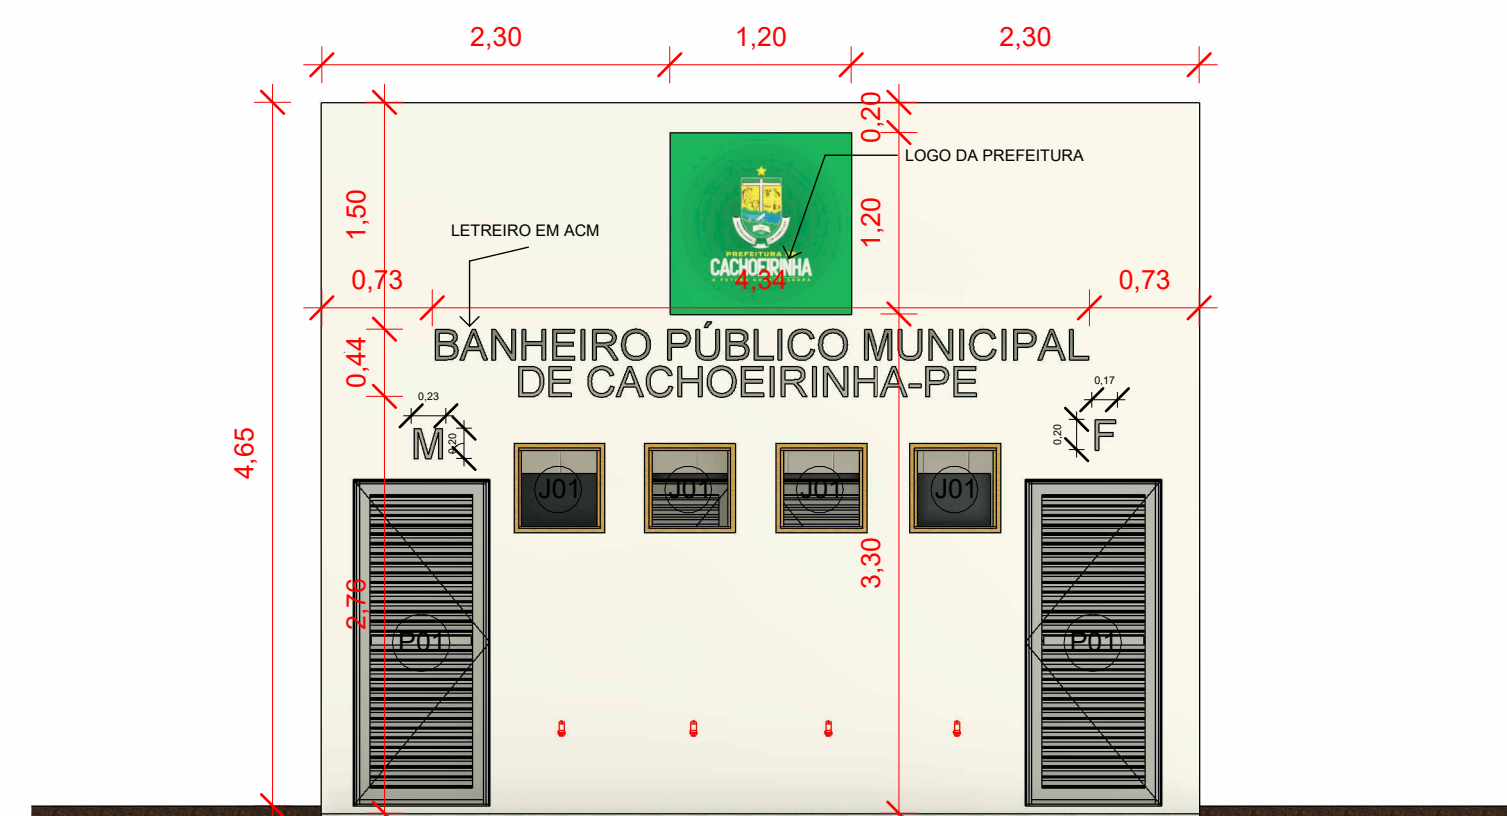 2,30 1,20 2,30
0,20
LOGO DA PREFEITURA
1,50
1,20
LETREIRO EM ACM
PREFEITURA DE
CACHOEIRINHA
0,73 4,34 0,73
BANHEIRO PÚBLICO MUNICIPAL
DE CACHOEIRINHA-PE
0,44
0,23
0,17
M
0,20
0,20
F
4,65
J01 J01 J01 J01
3,30
2,76
P01 P01